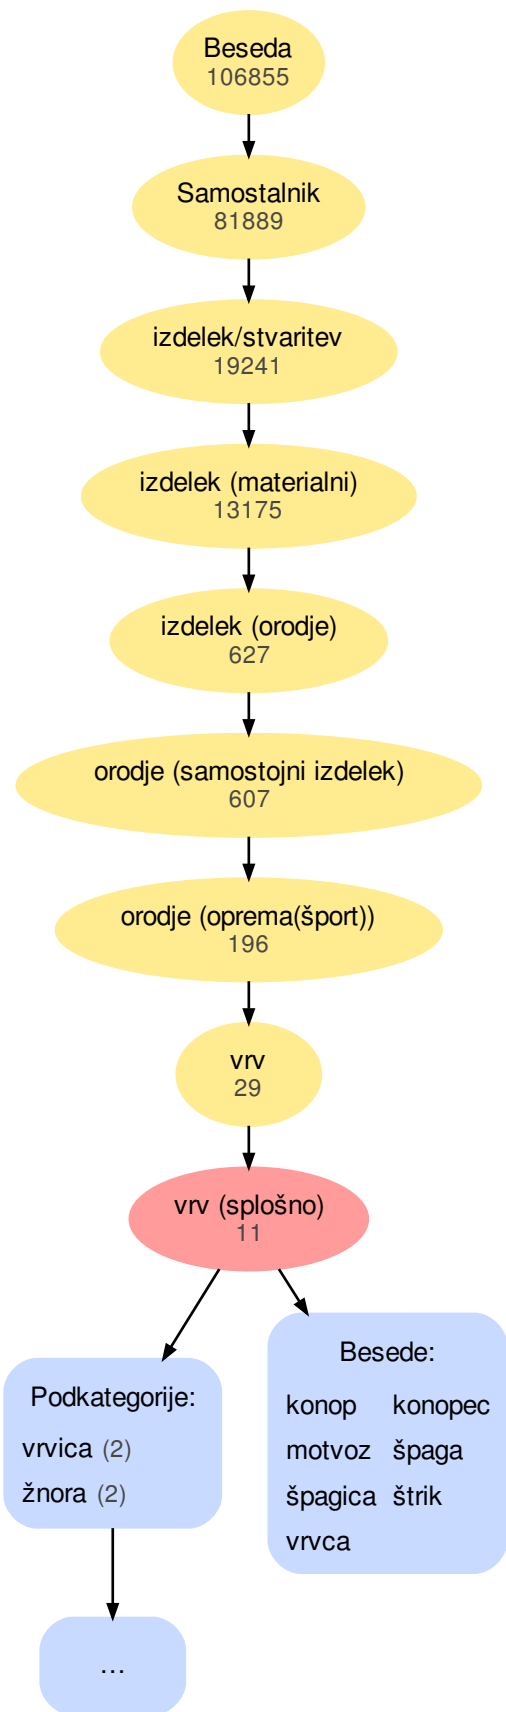 Beseda
106855
Samostalnik
81889
izdelek/stvaritev
19241
izdelek (materialni)
13175
izdelek (orodje)
627
orodje (samostojni izdelek)
607
orodje (oprema(šport))
196
vrv
29
vrv (splošno)
11
Podkategorije:
vrvica (2)
žnora (2)
...
Besede:
konop konopec
motvoz špaga
špagica štrik
vrvca